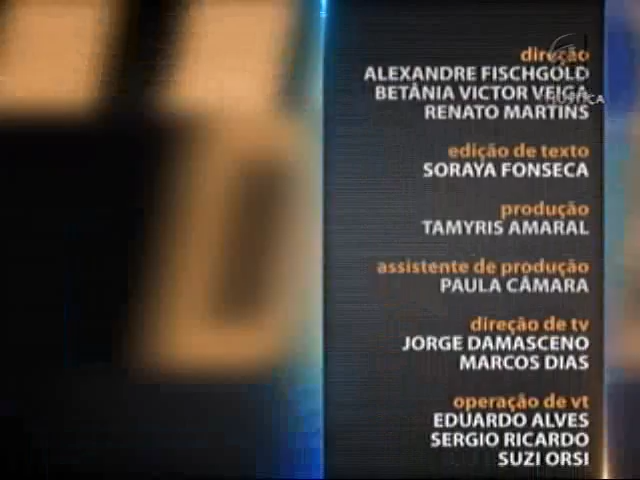 direção
ALEXANDRE FISCHGOLD
BETÂNIA VICTOR VEIGA
RENATO MARTINS
edição de texto
SORAYA FONSECA
produção
TAMYRIS AMARAL
assistente de produção
PAULA CÂMARA
direção de tv
JORGE DAMASCENO
MARCOS DIAS
operação de vt
EDUARDO ALVES
SERGIO RICARDO
SUZI ORSI